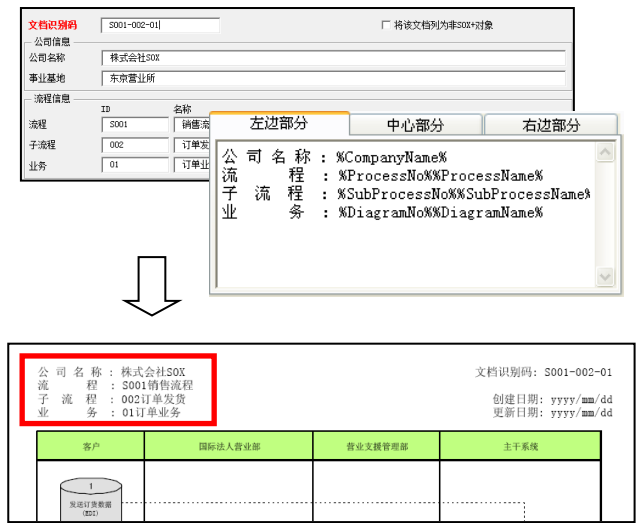 文档识别码 S001-002-01 将该文档列为非SOX+对象
公司信息
公司名称 株式会社SOX
事业基地 东京营业所
流程信息
ID 名称
流程 S001 销售流
子流程 002 订单发
业务 01 订单业
左边部分 中心部分 右边部分
公司名称 : %CompanyName%
流程 : %ProcessNo%%ProcessName%
子流程 : %SubProcessNo%%SubProcessName%
业务 : %DiagramNo%%DiagramName%
公司名称 : 株式会社SOX
流程 : S001销售流程
子流程 : 002订单发货
业务 : 01订单业务
文档识别码: S001-002-01
创建日期: yyyy/mm/dd
更新日期: yyyy/mm/dd
客户 国际法人营业部 营业支援管理部 主干系统
1
发送订货数据
(EDI)